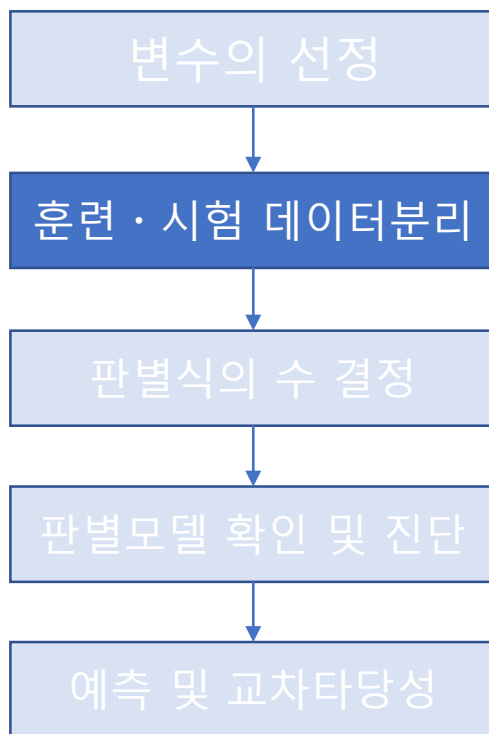 변수의 선정
훈련·시험 데이터분리
판별식의 수 결정
판별모델 확인 및 진단
예측 및 교차타당성